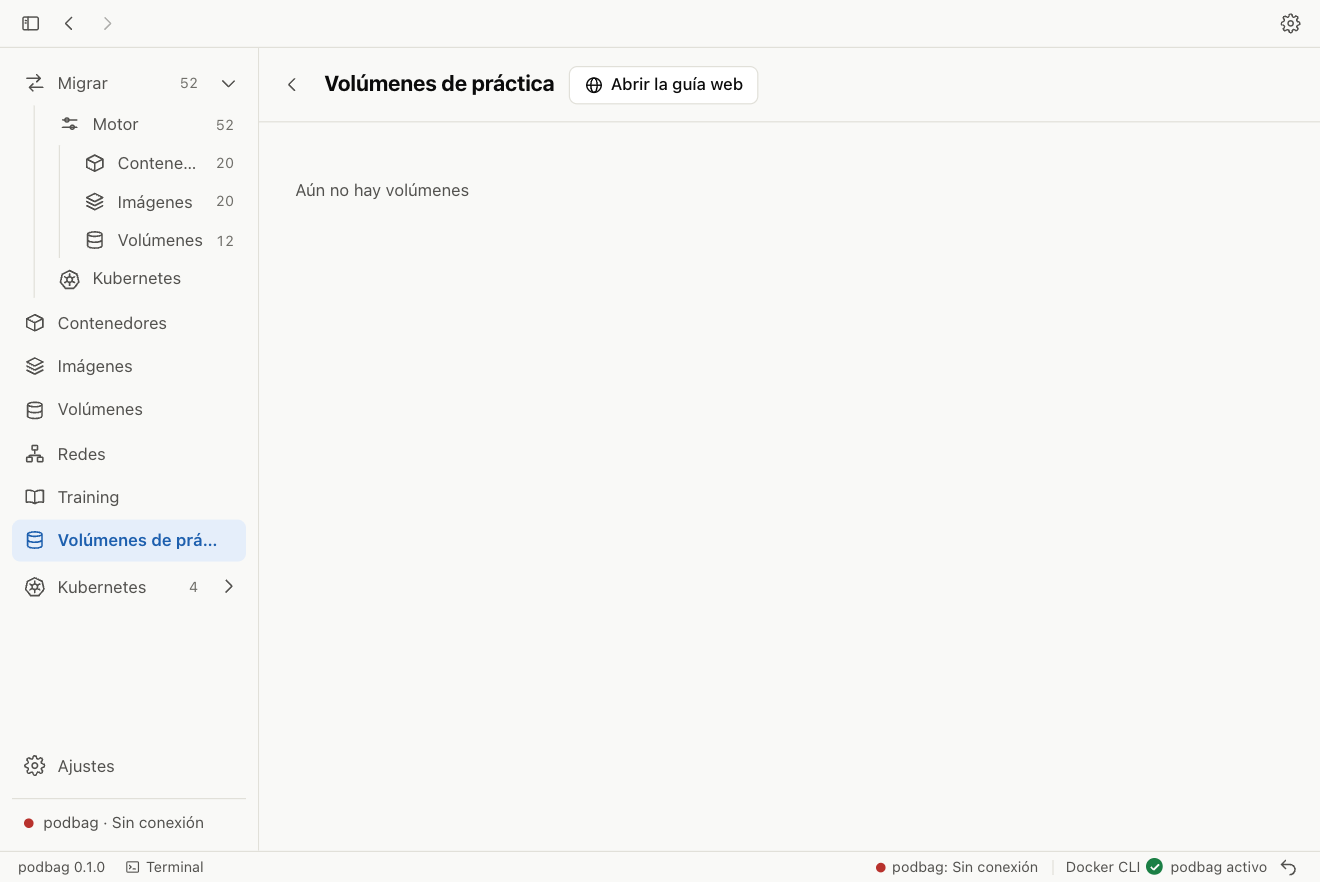 Migrar 52
Motor 52
Contene... 20
Imágenes 20
Volúmenes 12
Kubernetes
Contenedores
Imágenes
Volúmenes
Redes
Training
Volúmenes de prá...
Kubernetes 4
Ajustes
podbag · Sin conexión
Volúmenes de práctica
Abrir la guía web
Aún no hay volúmenes
podbag 0.1.0 Terminal podbag: Sin conexión Docker CLI podbag activo